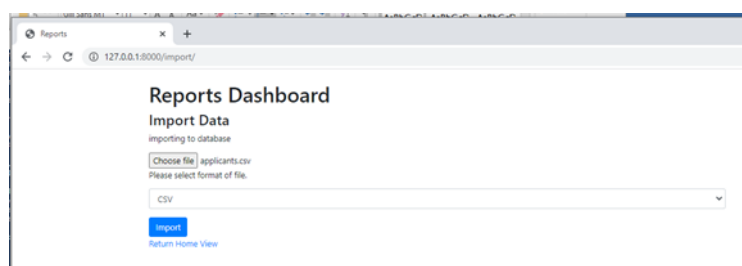 Reports
127.0.0.1:8000/import/
Reports Dashboard
Import Data
importing to database
Choose file applicants.csv
Please select format of file.
CSV
Import
Return Home View